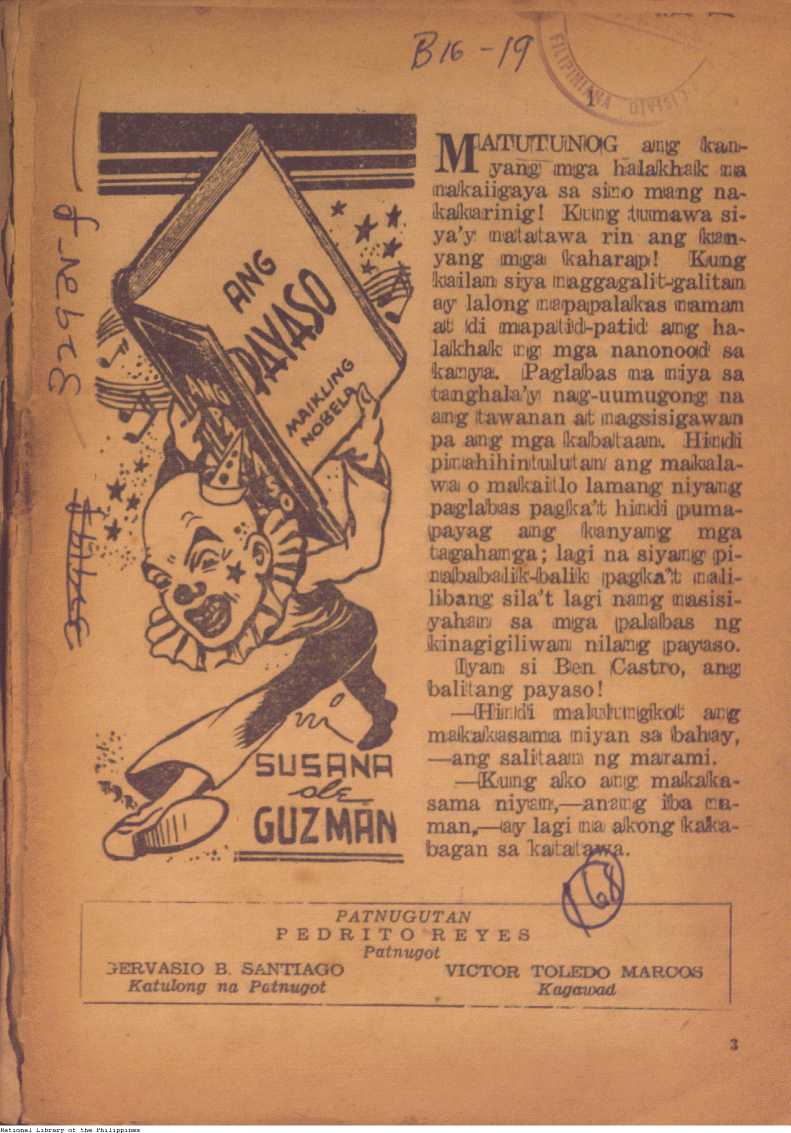 B16-19
FILIPINIANA DIVISION
1
ANG
PAYASO
MAIKLING
NOBELA
ANG
SUSANA
de
GUZMAN
MATUTUNOG ang kan-
yang mga halakhak na
nakaiigaya sa sino mang na-
kakarinig! Kung tumawa si-
ya'y natatawa rin ang kan-
yang mga kaharap! Kung
kailan siya naggagalit-galitan
ay lalong napapalakas naman
at di mapatid-patid ang ha-
lakhak ng mga nanonood sa
kanya. Paglabas na niya sa
tanghala'y nag-uumugong na
ang tawanan at nagsisigawan
pa ang mga kabataan. Hindi
pinahihintulutan ang makala-
wa o makaitlo lamang niyang
paglabas pagka't hindi puma-
payag ang kanyang mga
tagahamga; lagi na siyang pi-
nababalik-balik pagka't nali-
libang sila't lagi nang nasisi-
yahan sa mga palabas ng
kinagigiliwan nilang payaso.
Iyan si Ben Castro, ang
balitang payaso!
—Hindi malulungkot ang
makakasama niyan sa bahay,
—ang salitaan ng marami.
—Kung ako ang makaka-
sama niyan,—anang iba na-
man,—ay lagi na akong kaka-
bagan sa katatawa.
168
PATNUGUTAN
PEDRITO REYES
Patnugot
GERVASIO B. SANTIAGO
Katulong na Patnugot
VICTOR TOLEDO MARCOS
Kagawad
3
National Library of the Philippines